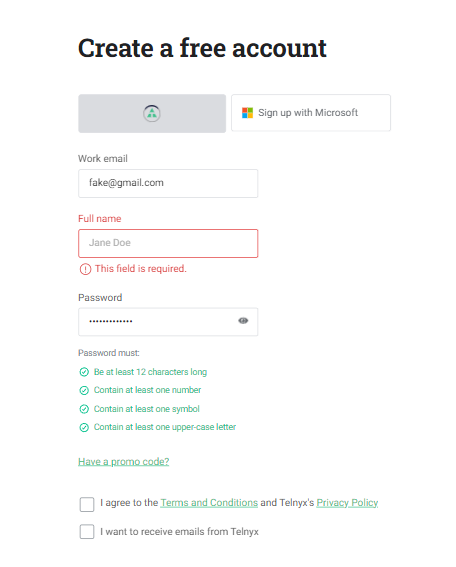 Create a free account
Sign up with Microsoft
Work email
fake@gmail.com
Full name
Jane Doe
This field is required.
Password
•••••••••••••
Password must:
Be at least 12 characters long
Contain at least one number
Contain at least one symbol
Contain at least one upper-case letter
Have a promo code?
I agree to the Terms and Conditions and Telnyx's Privacy Policy
I want to receive emails from Telnyx